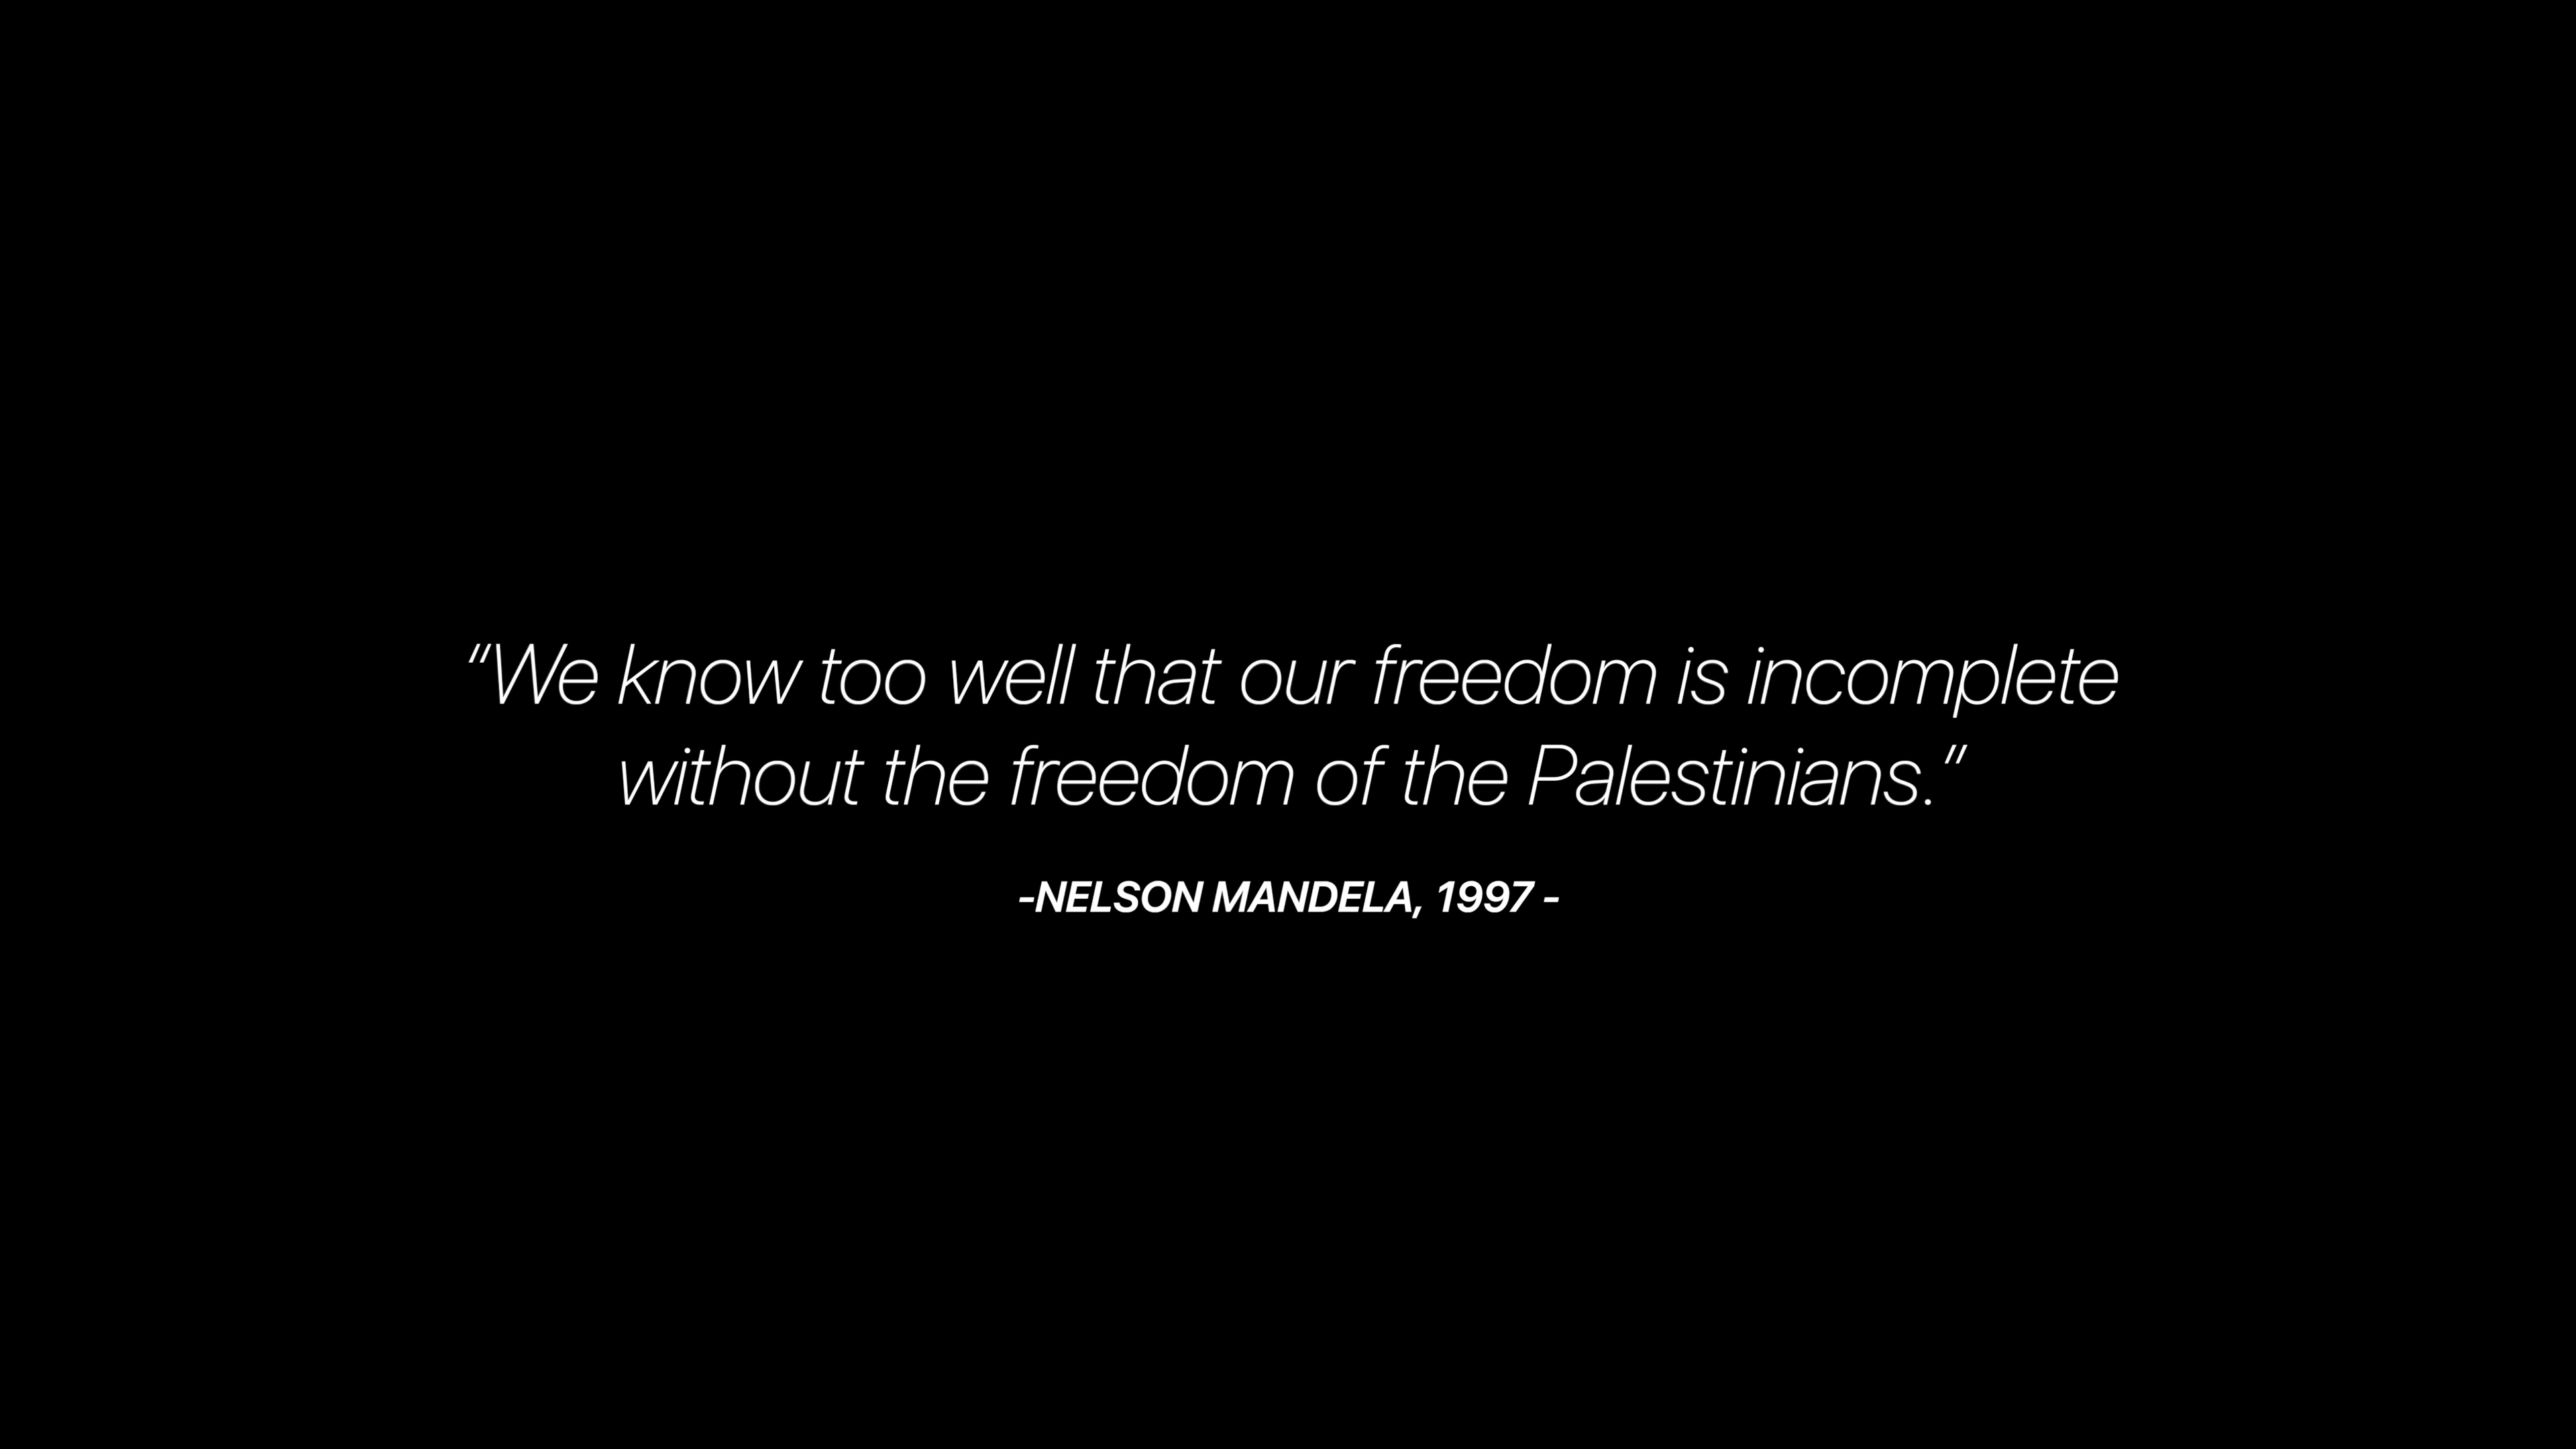 “We know too well that our freedom is incomplete
without the freedom of the Palestinians.”
-NELSON MANDELA, 1997 -